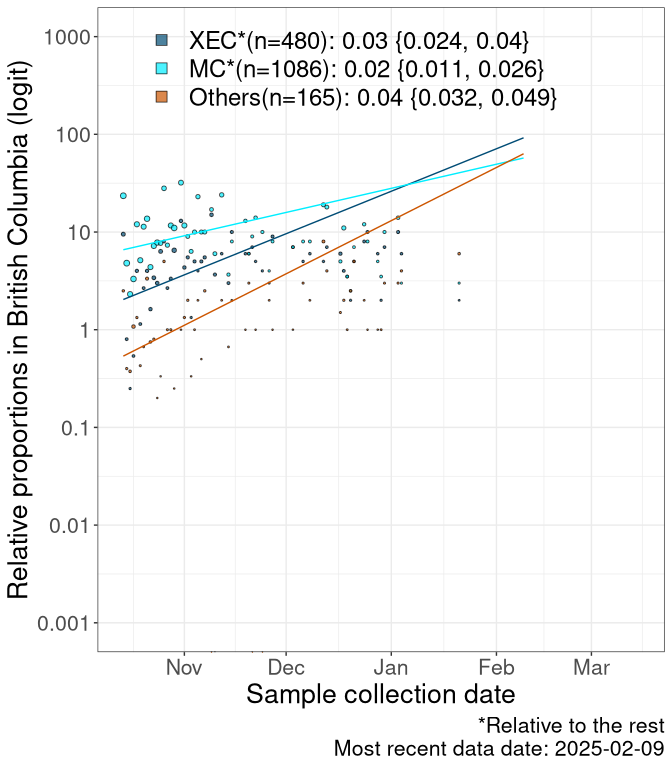 XEC*(n=480): 0.03 {0.024, 0.04}
MC*(n=1086): 0.02 {0.011, 0.026}
Others(n=165): 0.04 {0.032, 0.049}
Relative proportions in British Columbia (logit)
1000
100
10
1
0.1
0.01
0.001
Nov Dec Jan Feb Mar
Sample collection date
*Relative to the rest
Most recent data date: 2025-02-09